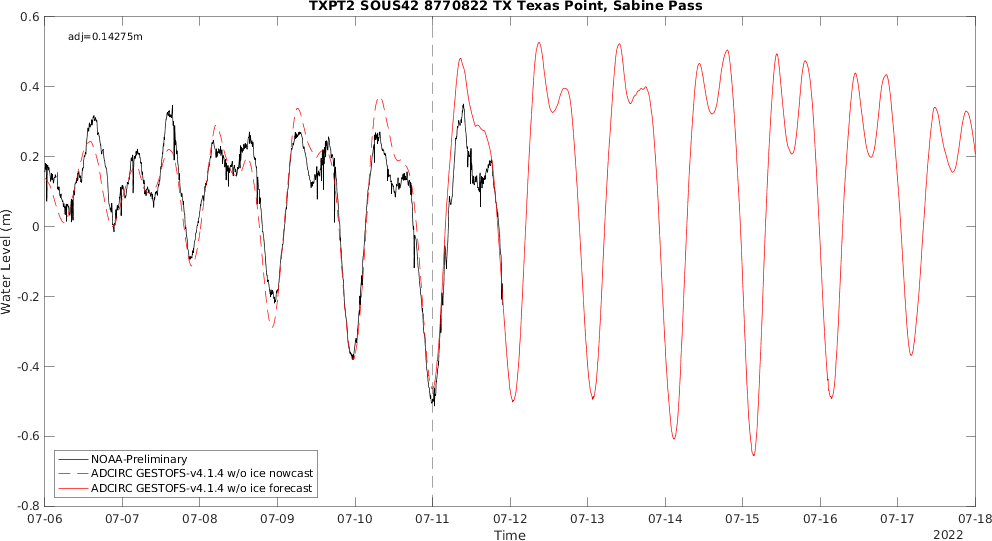 TXPT2 SOUS42 8770822 TX Texas Point, Sabine Pass
adj=0.14275m
0.6
0.4
0.2
0
-0.2
-0.4
-0.6
-0.8
Water Level (m)
NOAA-Preliminary
ADCIRC GESTOFS-v4.1.4 w/o ice nowcast
ADCIRC GESTOFS-v4.1.4 w/o ice forecast
07-06 07-07 07-08 07-09 07-10 07-11 07-12 07-13 07-14 07-15 07-16 07-17 07-18
Time
2022